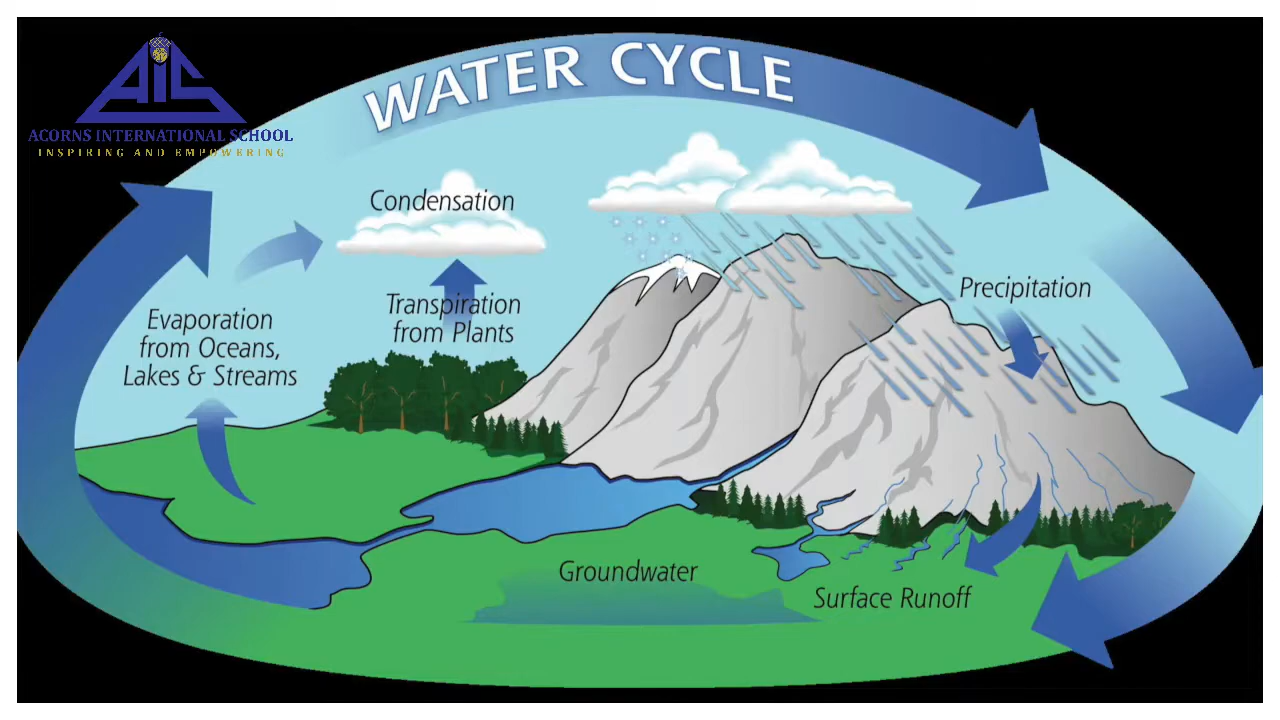 WATER CYCLE
ACORNS INTERNATIONAL SCHOOL
INSPIRING AND EMPOWERING
Condensation
Precipitation
Transpiration
from Plants
Evaporation
from Oceans,
Lakes & Streams
Groundwater
Surface Runoff